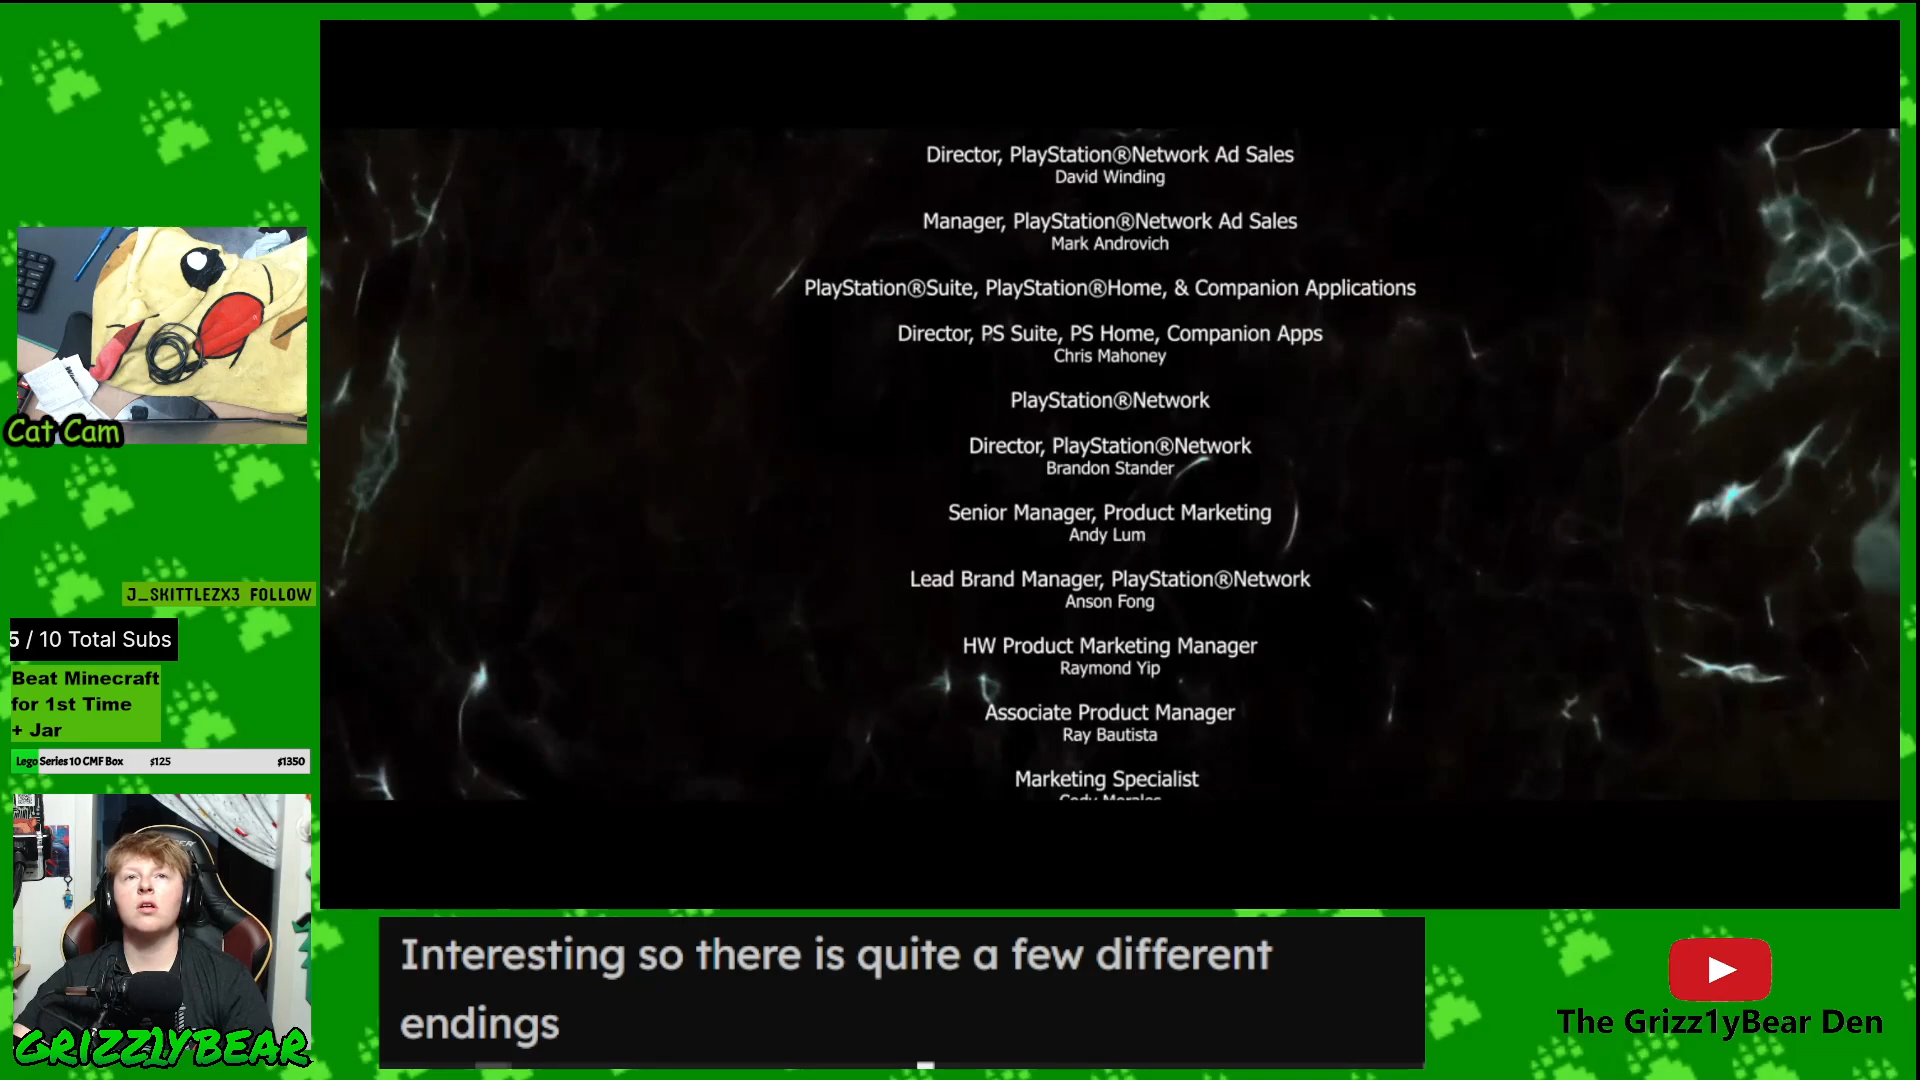 Director, PlayStation®Network Ad Sales
David Winding
Manager, PlayStation®Network Ad Sales
Mark Androvich
PlayStation®Suite, PlayStation®Home, & Companion Applications
Director, PS Suite, PS Home, Companion Apps
Chris Mahoney
PlayStation®Network
Director, PlayStation®Network
Brandon Stander
Senior Manager, Product Marketing
Andy Lum
Lead Brand Manager, PlayStation®Network
Anson Fong
HW Product Marketing Manager
Raymond Yip
Associate Product Manager
Ray Bautista
Marketing Specialist
Cody Morales
Cat Cam
J_SKITTLEZX3 FOLLOW
5 / 10 Total Subs
Beat Minecraft
for 1st Time
+ Jar
Lego Series 10 CMF Box $125 $1350
GRIZZ1YBEAR
Interesting so there is quite a few different
endings
The Grizz1yBear Den